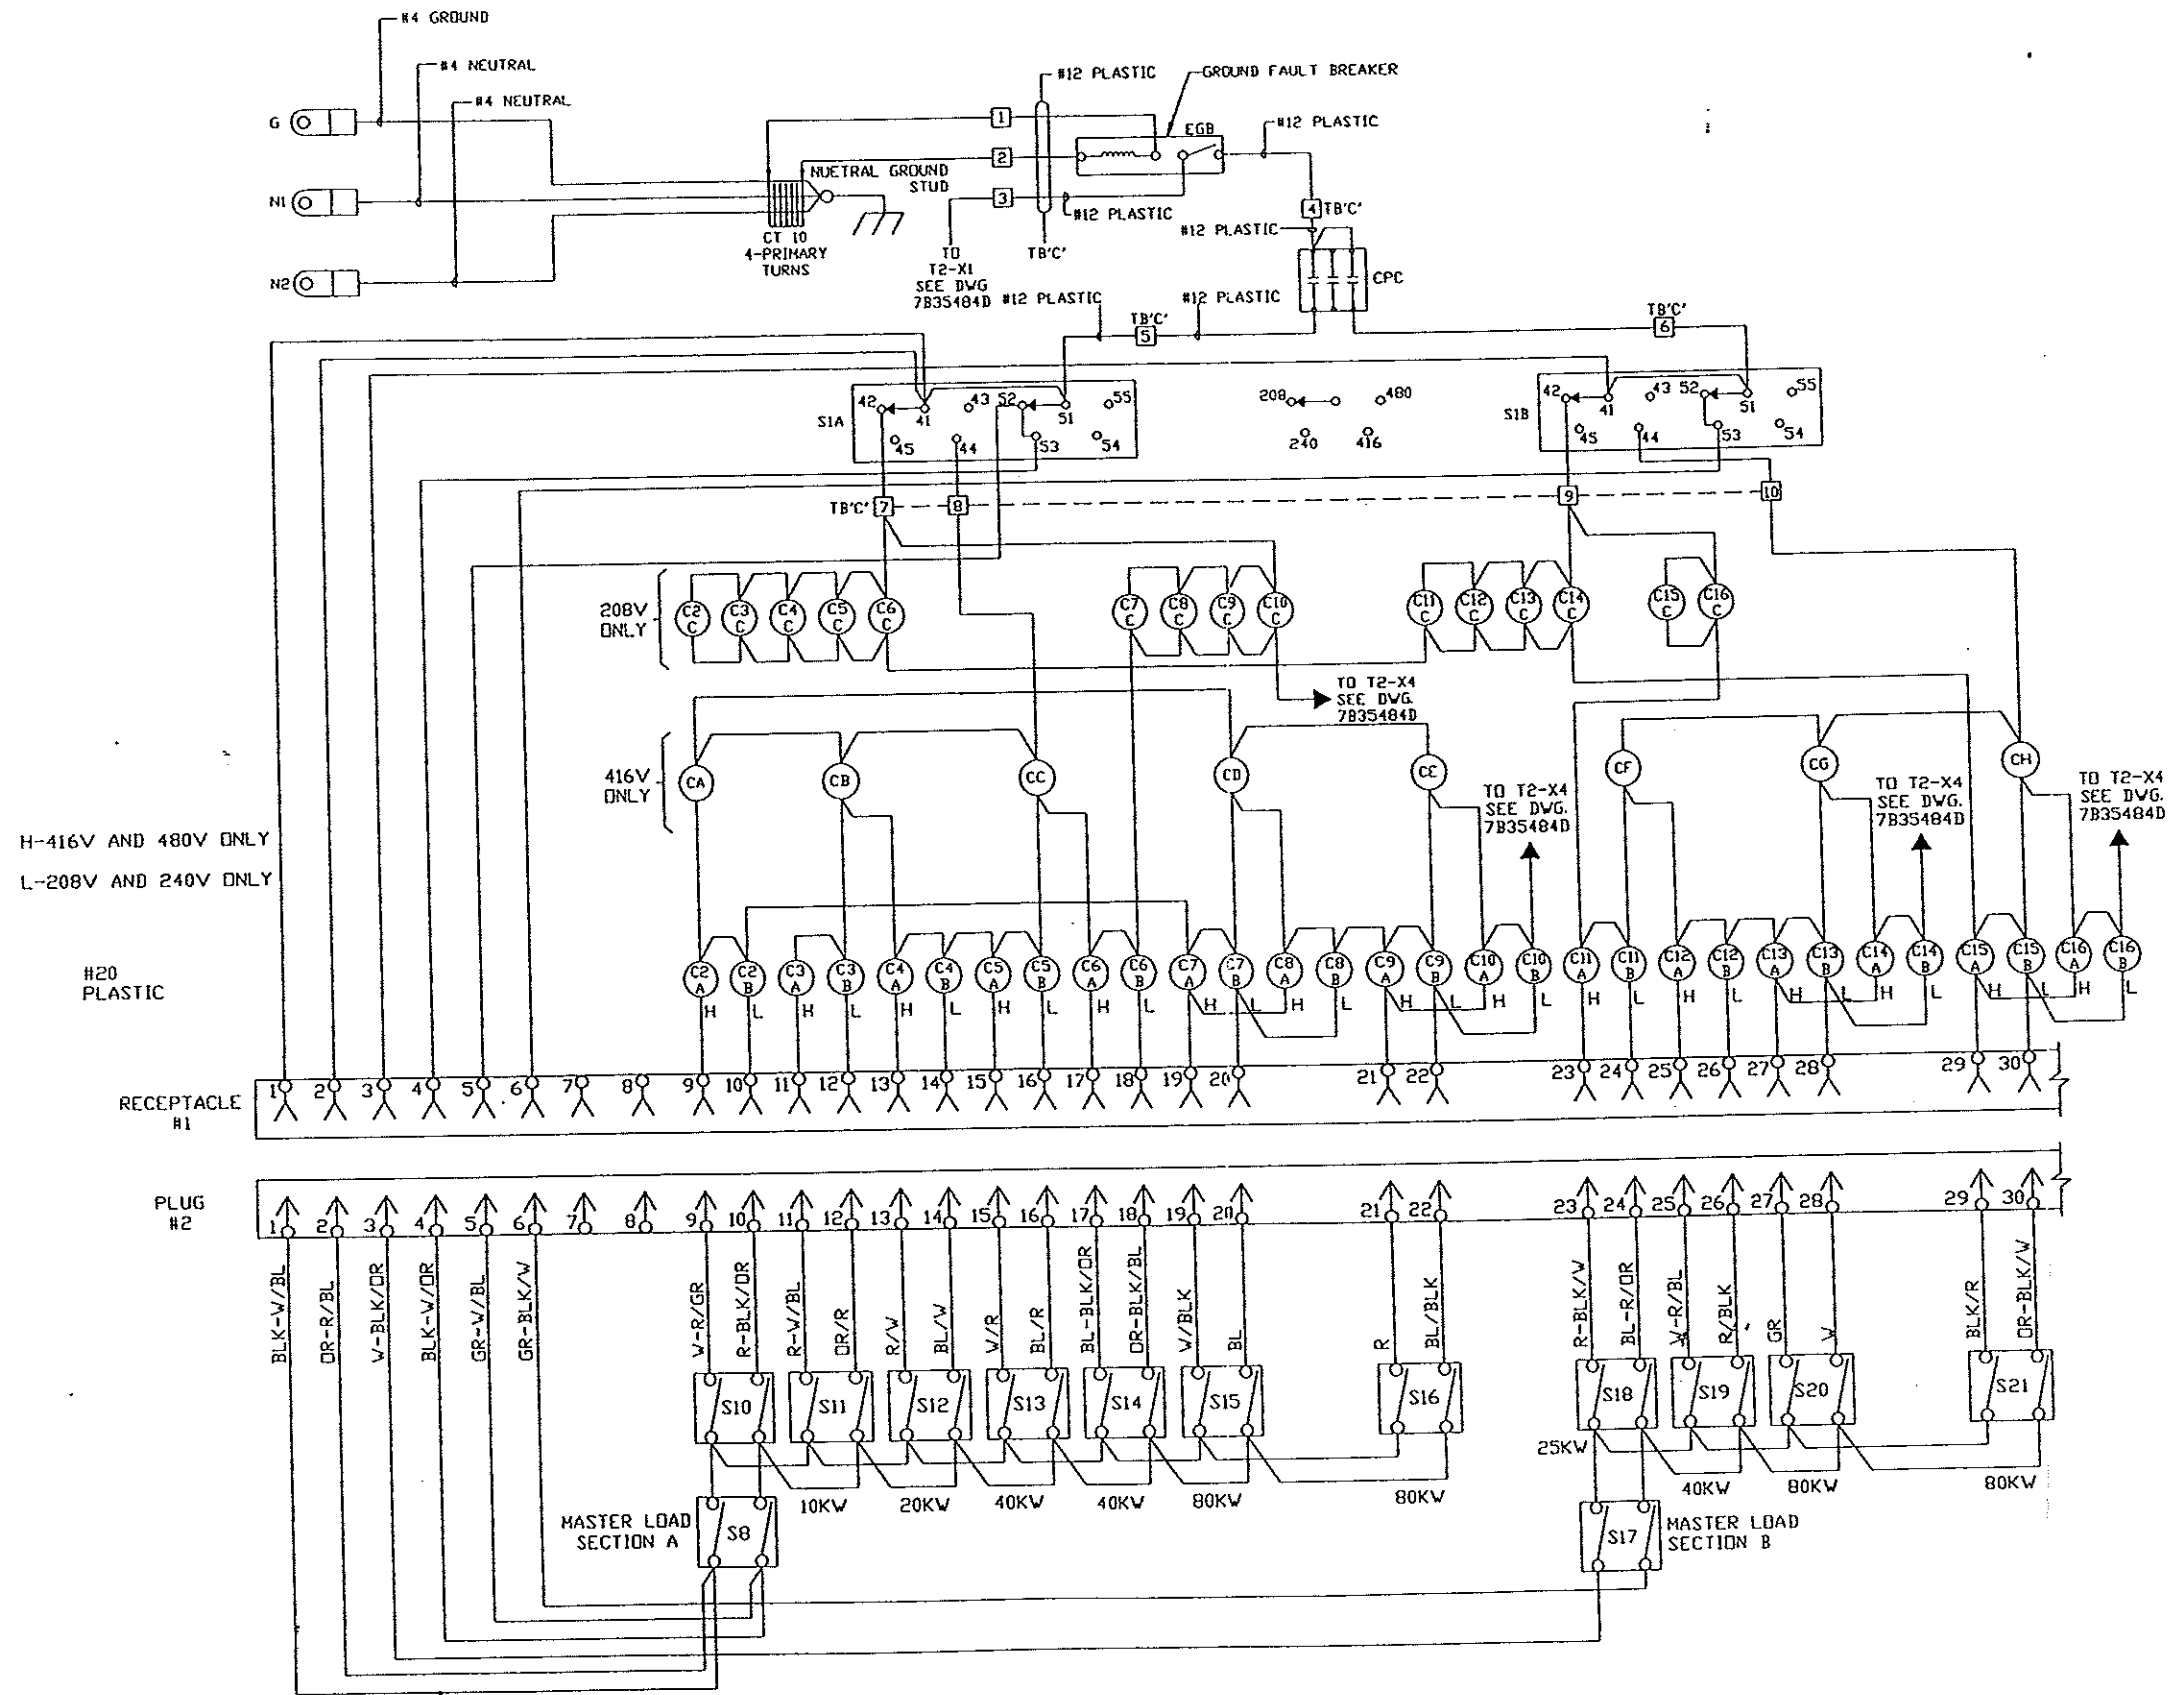 #4 GROUND
#4 NEUTRAL
#4 NEUTRAL
#12 PLASTIC
GROUND FAULT BREAKER
G
1
EGB
#12 PLASTIC
2
NUETRAL GROUND
STUD
N1
3
#12 PLASTIC
4 TB'C'
#12 PLASTIC
CT 10
4-PRIMARY
TURNS
TO
T2-X1
SEE DWG
7B35484D
TB'C'
N2
CPC
#12 PLASTIC
#12 PLASTIC
TB'C'
5
TB'C'
6
S1A
42
41
43
52
51
55
45
44
53
54
208
480
240
416
S1B
42
41
43
52
51
55
45
44
53
54
TB'C'
7
8
9
10
208V
ONLY
C2 C
C3 C
C4 C
C5 C
C6 C
C7 C
C8 C
C9 C
C10 C
C11 C
C12 C
C13 C
C14 C
C15 C
C16 C
TO T2-X4
SEE DWG.
7B35484D
416V
ONLY
CA
CB
CC
CD
CE
CF
CG
CH
TO T2-X4
SEE DWG.
7B35484D
TO T2-X4
SEE DWG.
7B35484D
TO T2-X4
SEE DWG.
7B35484D
H-416V AND 480V ONLY
L-208V AND 240V ONLY
#20
PLASTIC
C2 A
C2 B
C3 A
C3 B
C4 A
C4 B
C5 A
C5 B
C6 A
C6 B
C7 A
C7 B
C8 A
C8 B
C9 A
C9 B
C10 A
C10 B
C11 A
C11 B
C12 A
C12 B
C13 A
C13 B
C14 A
C14 B
C15 A
C15 B
C16 A
C16 B
H L H L H L H L H L H L H L H L H L H L H L H L H L H L H L
RECEPTACLE
#1
1 2 3 4 5 6 7 8 9 10 11 12 13 14 15 16 17 18 19 20 21 22 23 24 25 26 27 28 29 30
PLUG
#2
1 2 3 4 5 6 7 8 9 10 11 12 13 14 15 16 17 18 19 20 21 22 23 24 25 26 27 28 29 30
BLK-W/BL
OR-R/BL
W-BLK/OR
BLK-W/OR
GR-W/BL
GR-BLK/W
W-R/GR
R-BLK/OR
R-W/BL
OR/R
R/W
BL/W
W/R
BL/R
BL-BLK/OR
OR-BLK/BL
W/BLK
BL
R
BL/BLK
R-BLK/W
BL-R/OR
W-R/BL
R/BLK
GR
W
BLK/R
OR-BLK/W
S10
S11
S12
S13
S14
S15
S16
S18
S19
S20
S21
10KW
20KW
40KW
40KW
80KW
80KW
25KW
40KW
80KW
80KW
MASTER LOAD
SECTION A
S8
S17
MASTER LOAD
SECTION B